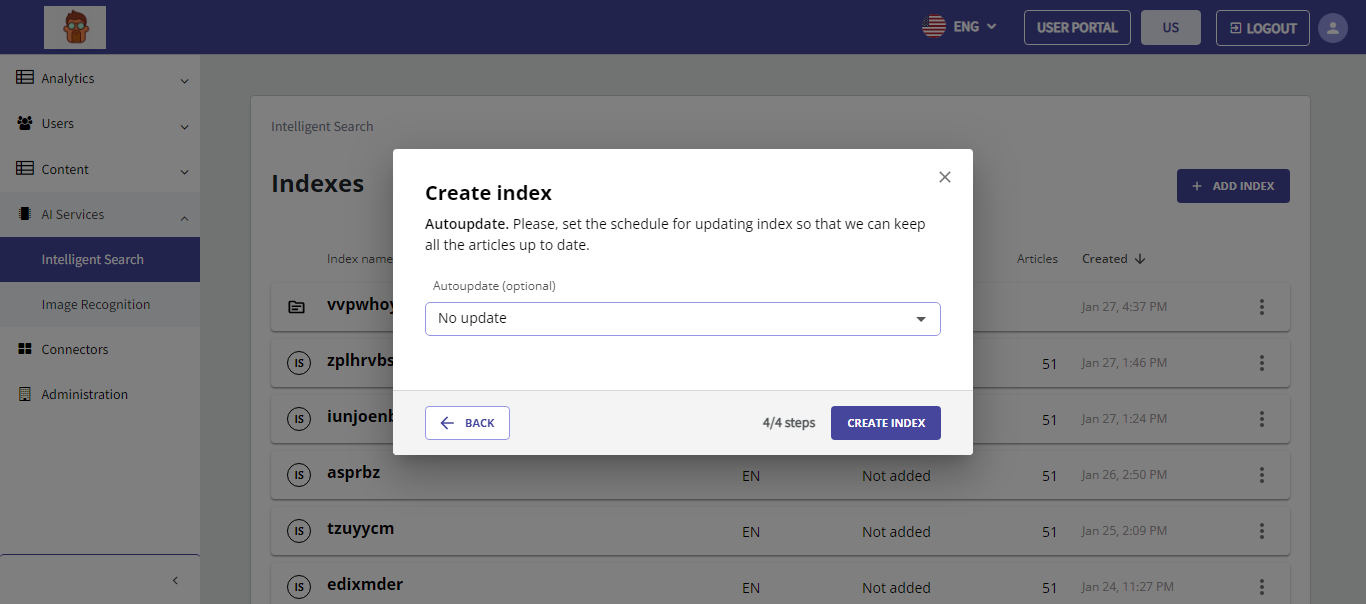 ENG
USER PORTAL
US
LOGOUT
Analytics
Users
Content
AI Services
Intelligent Search
Image Recognition
Connectors
Administration
Intelligent Search
Indexes
+ ADD INDEX
Index name
Articles
Created
Jan 27, 4:37 PM
IS
51
Jan 27, 1:46 PM
IS
51
Jan 27, 1:24 PM
IS
asprbz
EN
Not added
51
Jan 26, 2:50 PM
IS
tzuyycm
EN
Not added
51
Jan 25, 2:09 PM
IS
edixmder
EN
Not added
51
Jan 24, 11:27 PM
Create index
Autoupdate. Please, set the schedule for updating index so that we can keep
all the articles up to date.
Autoupdate (optional)
No update
BACK
4/4 steps
CREATE INDEX